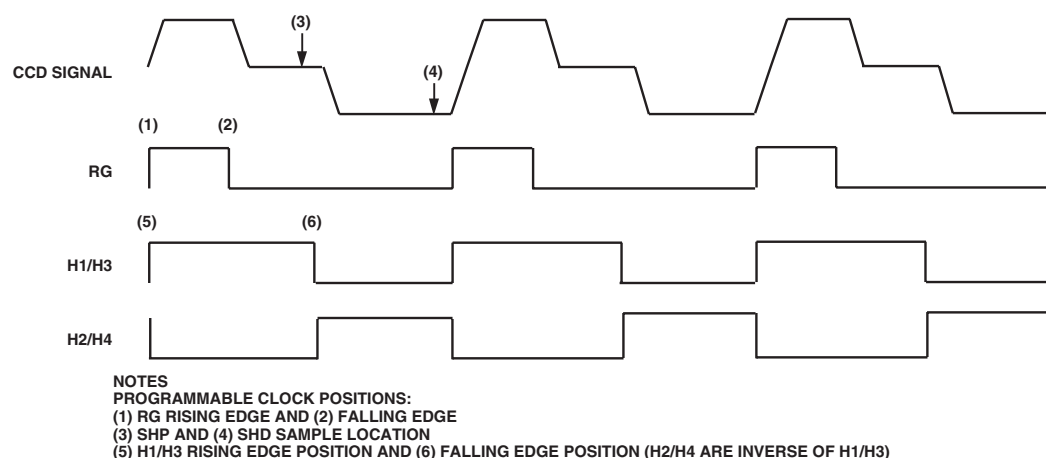 (3)
CCD SIGNAL
(4)
(1)
(2)
RG
(5)
(6)
H1/H3
H2/H4
NOTES
PROGRAMMABLE CLOCK POSITIONS:
(1) RG RISING EDGE AND (2) FALLING EDGE
(3) SHP AND (4) SHD SAMPLE LOCATION
(5) H1/H3 RISING EDGE POSITION AND (6) FALLING EDGE POSITION (H2/H4 ARE INVERSE OF H1/H3)